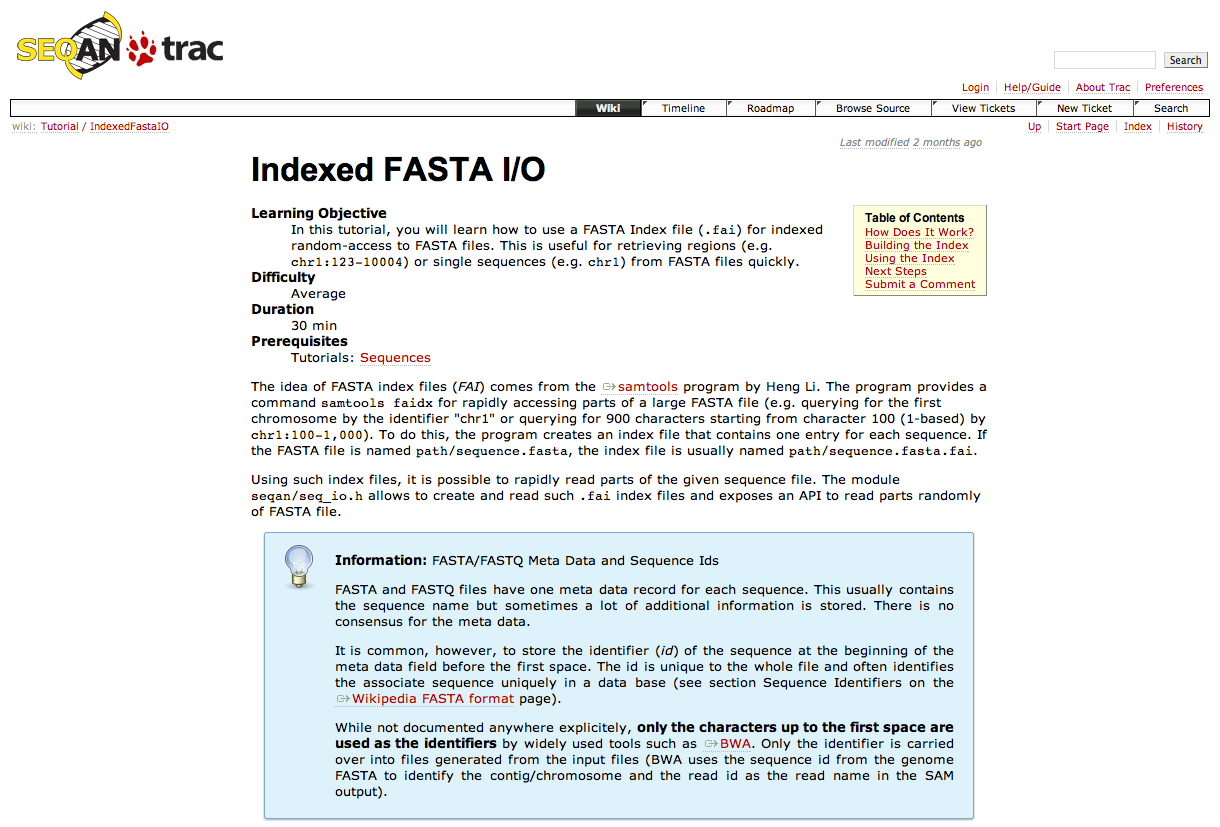 SEQAN trac
Search
Login Help/Guide About Trac Preferences
Wiki Timeline Roadmap Browse Source View Tickets New Ticket Search
wiki: Tutorial / IndexedFastaIO
Up Start Page Index History
Last modified 2 months ago
Indexed FASTA I/O
Learning Objective
In this tutorial, you will learn how to use a FASTA Index file (.fai) for indexed
random-access to FASTA files. This is useful for retrieving regions (e.g.
chr1:123-10004) or single sequences (e.g. chr1) from FASTA files quickly.
Difficulty
Average
Duration
30 min
Prerequisites
Tutorials: Sequences
Table of Contents
How Does It Work?
Building the Index
Using the Index
Next Steps
Submit a Comment
The idea of FASTA index files (FAI) comes from the samtools program by Heng Li. The program provides a
command samtools faidx for rapidly accessing parts of a large FASTA file (e.g. querying for the first
chromosome by the identifier "chr1" or querying for 900 characters starting from character 100 (1-based) by
chr1:100-1,000). To do this, the program creates an index file that contains one entry for each sequence. If
the FASTA file is named path/sequence.fasta, the index file is usually named path/sequence.fasta.fai.
Using such index files, it is possible to rapidly read parts of the given sequence file. The module
seqan/seq_io.h allows to create and read such .fai index files and exposes an API to read parts randomly
of FASTA file.
Information: FASTA/FASTQ Meta Data and Sequence Ids
FASTA and FASTQ files have one meta data record for each sequence. This usually contains
the sequence name but sometimes a lot of additional information is stored. There is no
consensus for the meta data.
It is common, however, to store the identifier (id) of the sequence at the beginning of the
meta data field before the first space. The id is unique to the whole file and often identifies
the associate sequence uniquely in a data base (see section Sequence Identifiers on the
Wikipedia FASTA format page).
While not documented anywhere explicitely, only the characters up to the first space are
used as the identifiers by widely used tools such as BWA. Only the identifier is carried
over into files generated from the input files (BWA uses the sequence id from the genome
FASTA to identify the contig/chromosome and the read id as the read name in the SAM
output).